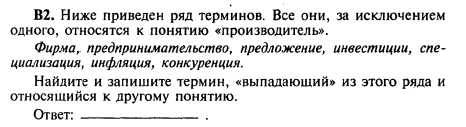 В2. Ниже приведен ряд терминов. Все они, за исключением
одного, относятся к понятию «производитель».
Фирма, предпринимательство, предложение, инвестиции, спе-
циализация, инфляция, конкуренция.
Найдите и запишите термин, «выпадающий» из этого ряда и
относящийся к другому понятию.
Ответ: ____________ .